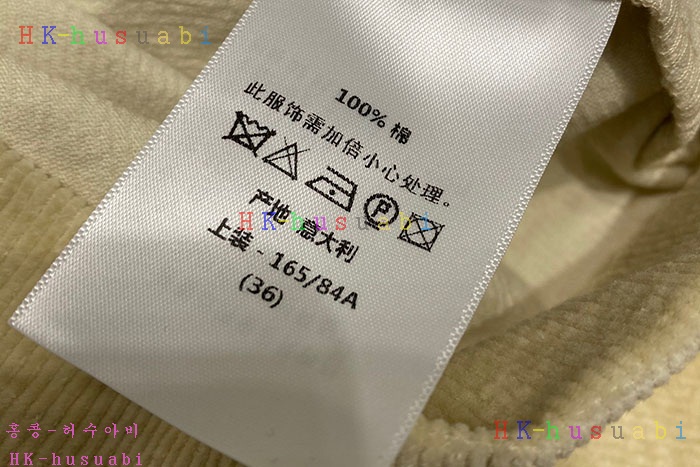 HK-husuabi
100% 棉
此服饰需加倍小心处理。
P
产地 意大利
HK-husuabi
上装 - 165/84A
(36)
홍콩-허수아비
HK-husuabi
HK-husuabi